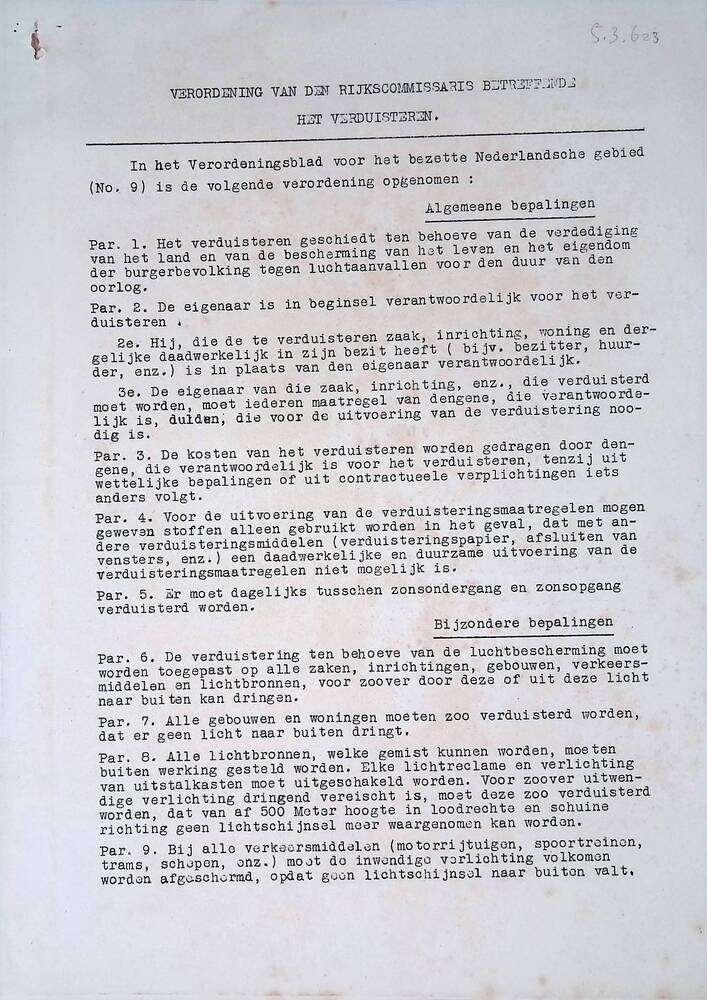 5.3.623
VERORDENING VAN DEN RIJKSCOMMISSARIS BETREFFENDE
HET VERDUISTEREN.
In het Verordeningsblad voor het bezette Nederlandsche gebied
(No. 9) is de volgende verordening opgenomen :
Algemeene bepalingen
Par. 1. Het verduisteren geschiedt ten behoeve van de verdediging
van het land en van de bescherming van het leven en het eigendom
der burgerbevolking tegen luchtaanvallen voor den duur van den
oorlog.
Par. 2. De eigenaar is in beginsel verantwoordelijk voor het ver-
duisteren .
2e. Hij, die de te verduisteren zaak, inrichting, woning en der-
gelijke daadwerkelijk in zijn bezit heeft ( bijv. bezitter, huur-
der, enz.) is in plaats van den eigenaar verantwoordelijk.
3e. De eigenaar van die zaak, inrichting, enz., die verduisterd
moet worden, moet iederen maatregel van dengene, die verantwoorde-
lijk is, dulden, die voor de uitvoering van de verduistering noo-
dig is.
Par. 3. De kosten van het verduisteren worden gedragen door den-
gene, die verantwoordelijk is voor het verduisteren, tenzij uit
wettelijke bepalingen of uit contractueele verplichtingen iets
anders volgt.
Par. 4. Voor de uitvoering van de verduisteringsmaatregelen mogen
geweven stoffen alleen gebruikt worden in het geval, dat met an-
dere verduisteringsmiddelen (verduisteringspapier, afsluiten van
vensters, enz.) een daadwerkelijke en duurzame uitvoering van de
verduisteringsmaatregelen niet mogelijk is.
Par. 5. Er moet dagelijks tusschen zonsondergang en zonsopgang
verduisterd worden.
Bijzondere bepalingen
Par. 6. De verduistering ten behoeve van de luchtbescherming moet
worden toegepast op alle zaken, inrichtingen, gebouwen, verkeers-
middelen en lichtbronnen, voor zoover door deze of uit deze licht
naar buiten kan dringen.
Par. 7. Alle gebouwen en woningen moeten zoo verduisterd worden,
dat er geen licht naar buiten dringt.
Par. 8. Alle lichtbronnen, welke gemist kunnen worden, moeten
buiten werking gesteld worden. Elke lichtreclame en verlichting
van uitstalkasten moet uitgeschakeld worden. Voor zoover uitwen-
dige verlichting dringend vereischt is, moet deze zoo verduisterd
worden, dat van af 500 Meter hoogte in loodrechte en schuine
richting geen lichtschijnsel meer waargenomen kan worden.
Par. 9. Bij alle verkeersmiddelen (motorrijtuigen, spoortreinen,
trams, schepen, enz.) moet de inwendige verlichting volkomen
worden afgeschermd, opdat geen lichtschijnsel naar buiten valt.